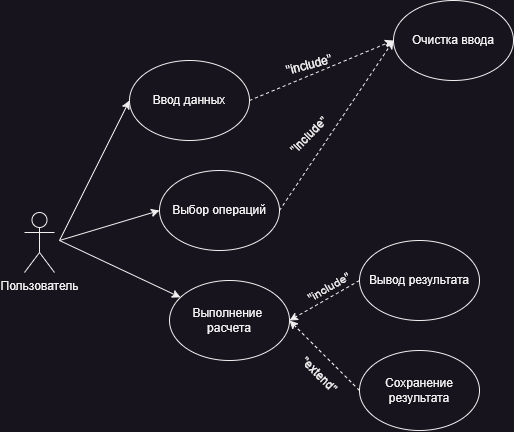 Очистка ввода
"include"
Ввод данных
"include"
Выбор операций
Пользователь
Выполнение
расчета
"include"
Вывод результата
"extend"
Сохранение
результата